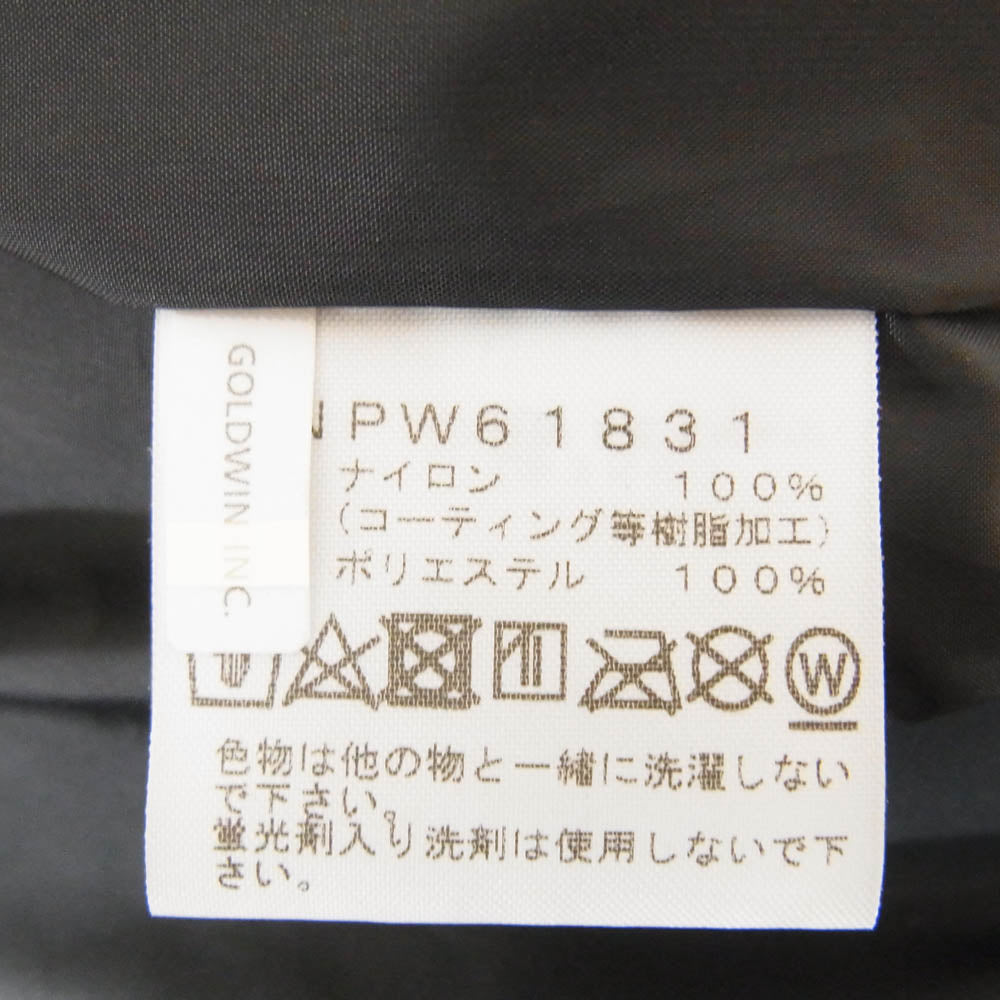 GOLDWIN INC.
NPW61831
ナイロン 100%
(コーティング等樹脂加工)
ポリエステル 100%
W
色物は他の物と一緒に洗濯しない
で下さい。
蛍光剤入り洗剤は使用しないで下
さい。